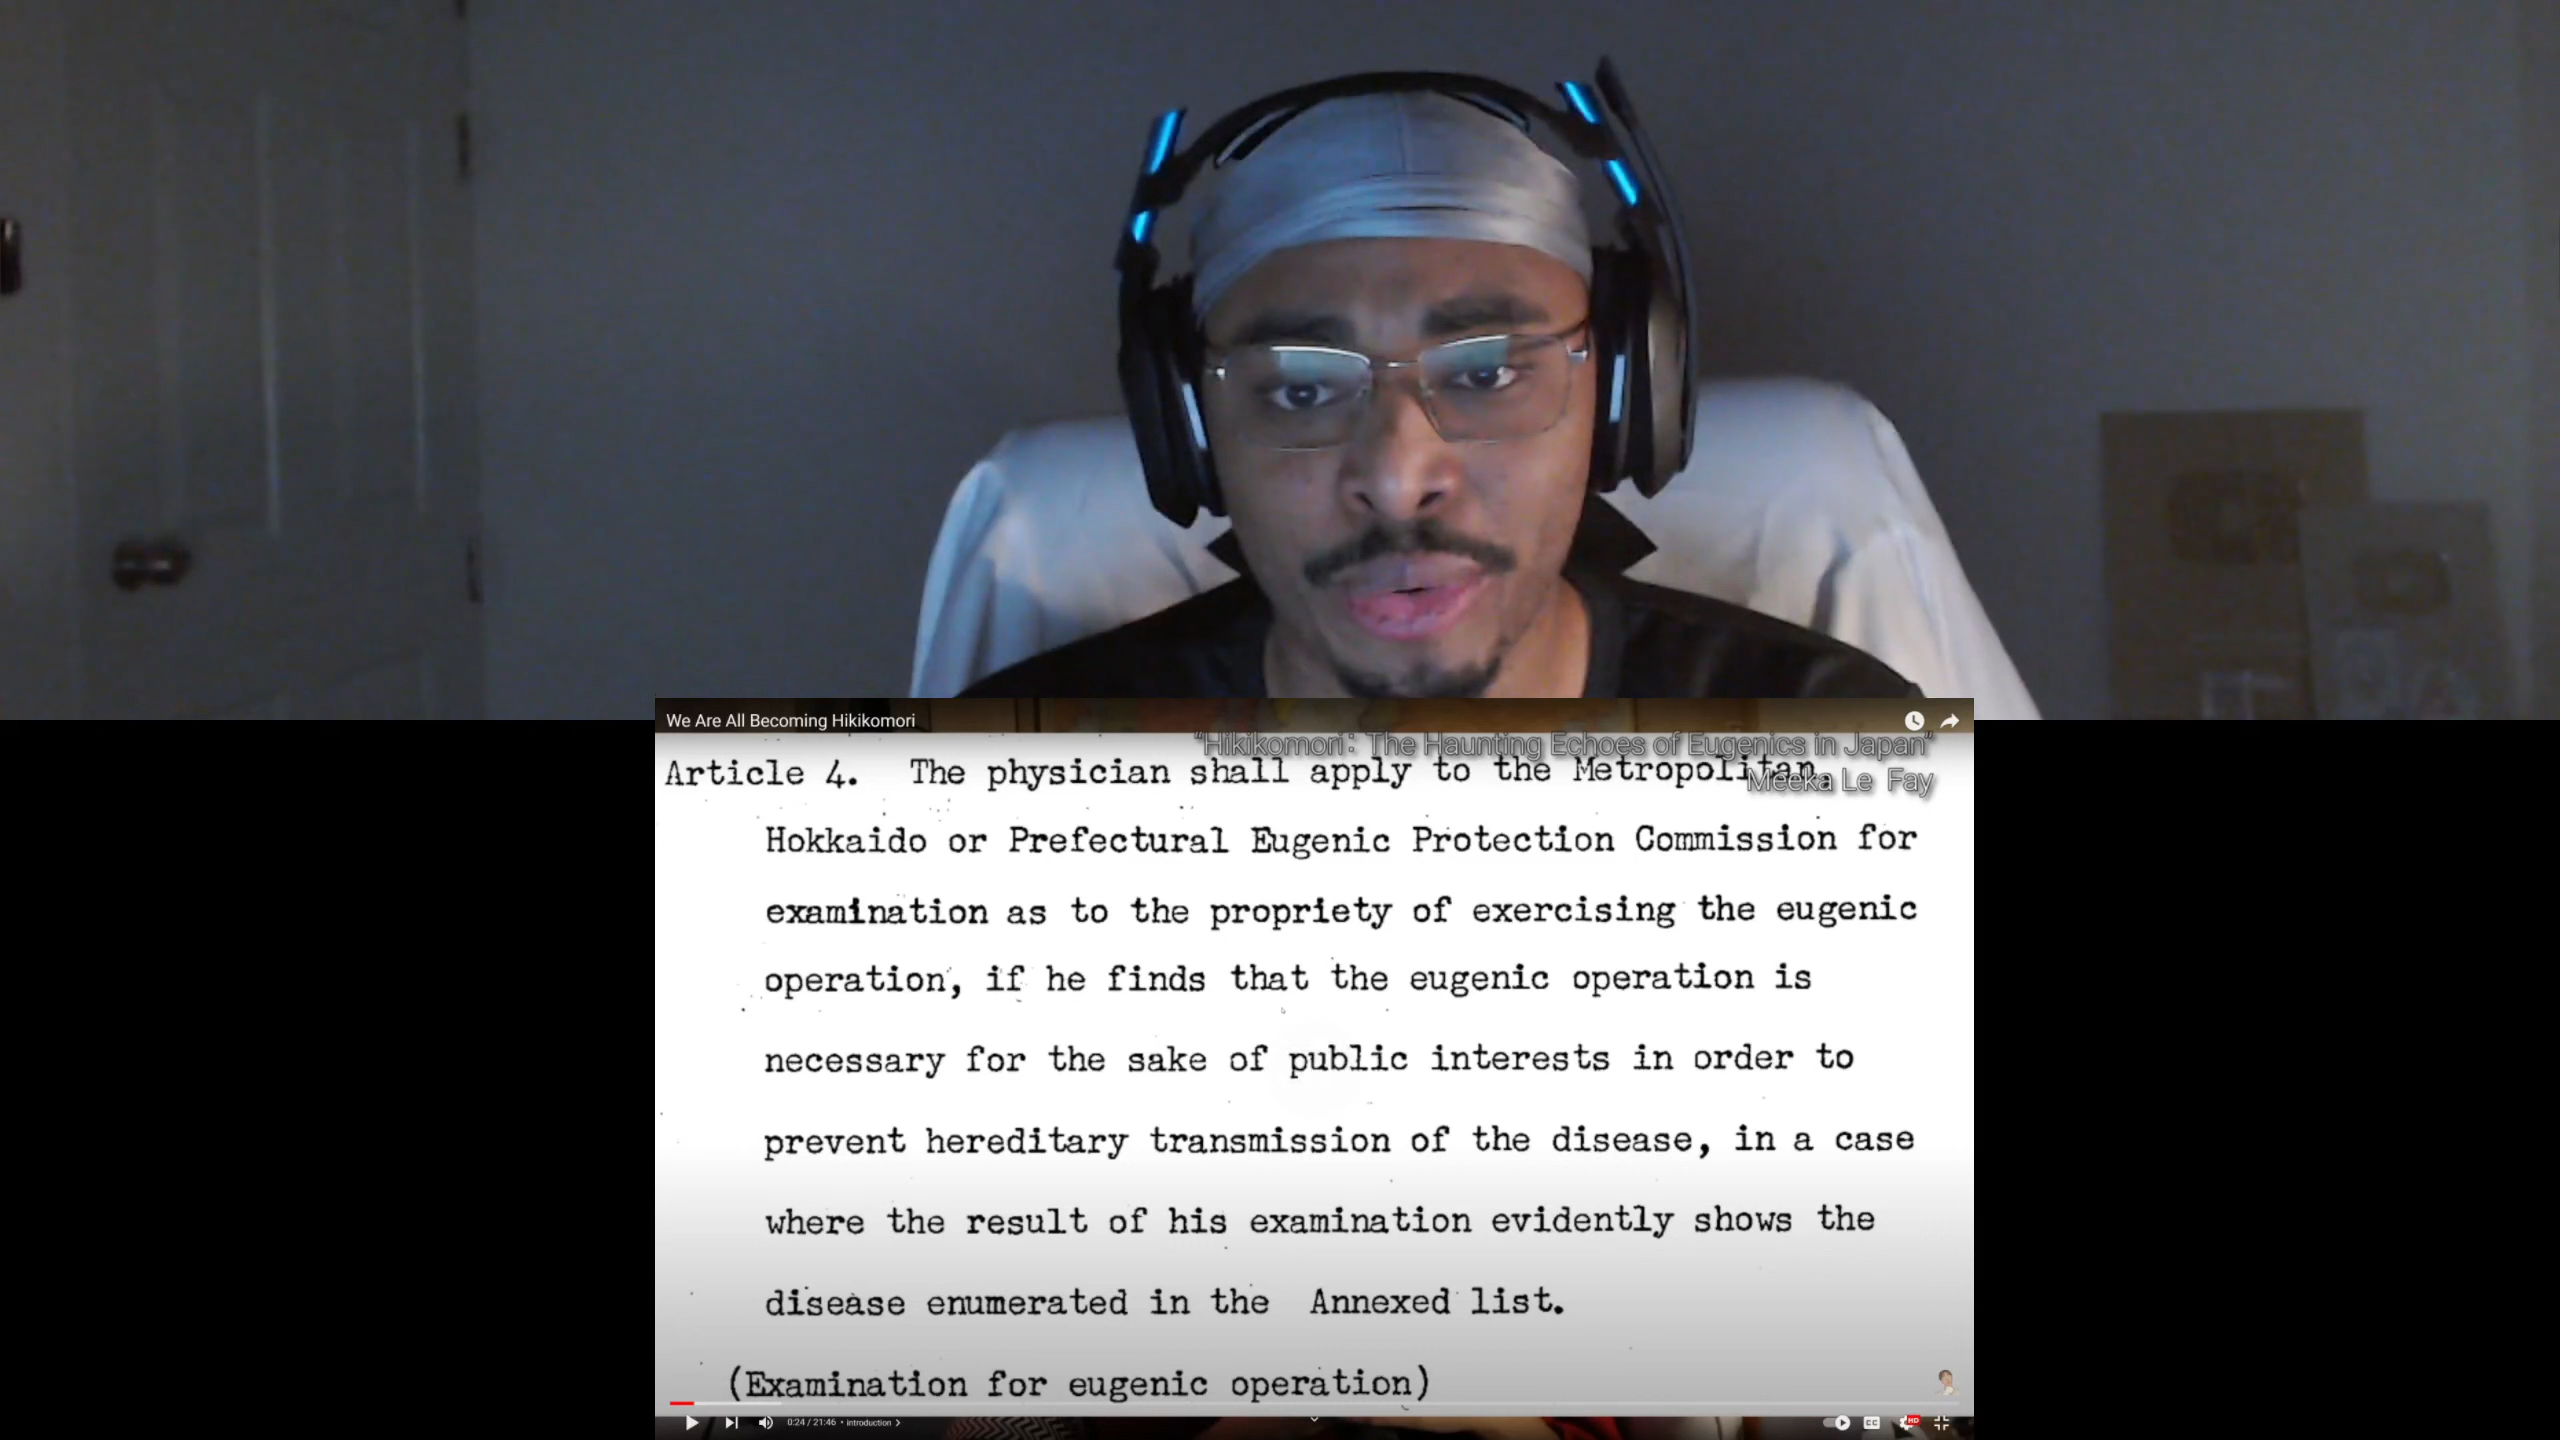 We Are All Becoming Hikikomori
"Hikikomori: The Haunting Echoes of Eugenics in Japan"
Meeka Le Fay
Article 4. The physician shall apply to the Metropolitan,
Hokkaido or Prefectural Eugenic Protection Commission for
examination as to the propriety of exercising the eugenic
operation, if he finds that the eugenic operation is
necessary for the sake of public interests in order to
prevent hereditary transmission of the disease, in a case
where the result of his examination evidently shows the
disease enumerated in the Annexed list.
(Examination for eugenic operation)
0:24 / 21:46 • Introduction >
CC
HD